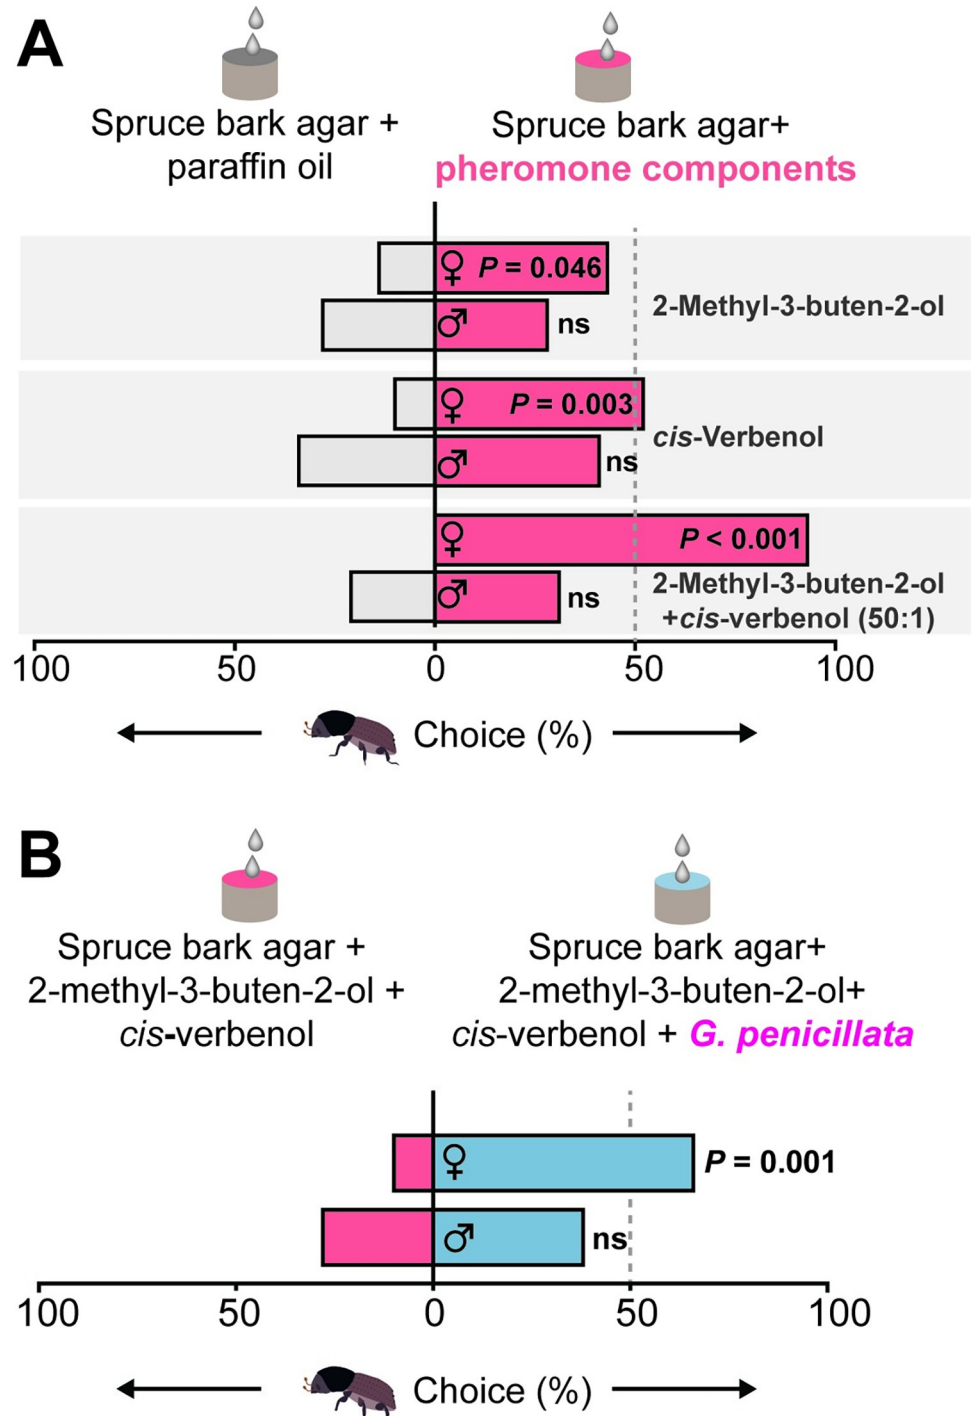 A
Spruce bark agar +
paraffin oil
Spruce bark agar+
pheromone components
♀ P = 0.046
2-Methyl-3-buten-2-ol
♂ ns
♀ P = 0.003
cis-Verbenol
♂ ns
♀ P < 0.001
2-Methyl-3-buten-2-ol
+cis-verbenol (50:1)
♂ ns
100 50 0 50 100
Choice (%)
B
Spruce bark agar +
2-methyl-3-buten-2-ol +
cis-verbenol
Spruce bark agar+
2-methyl-3-buten-2-ol+
cis-verbenol + G. penicillata
♀ P = 0.001
♂ ns
100 50 0 50 100
Choice (%)